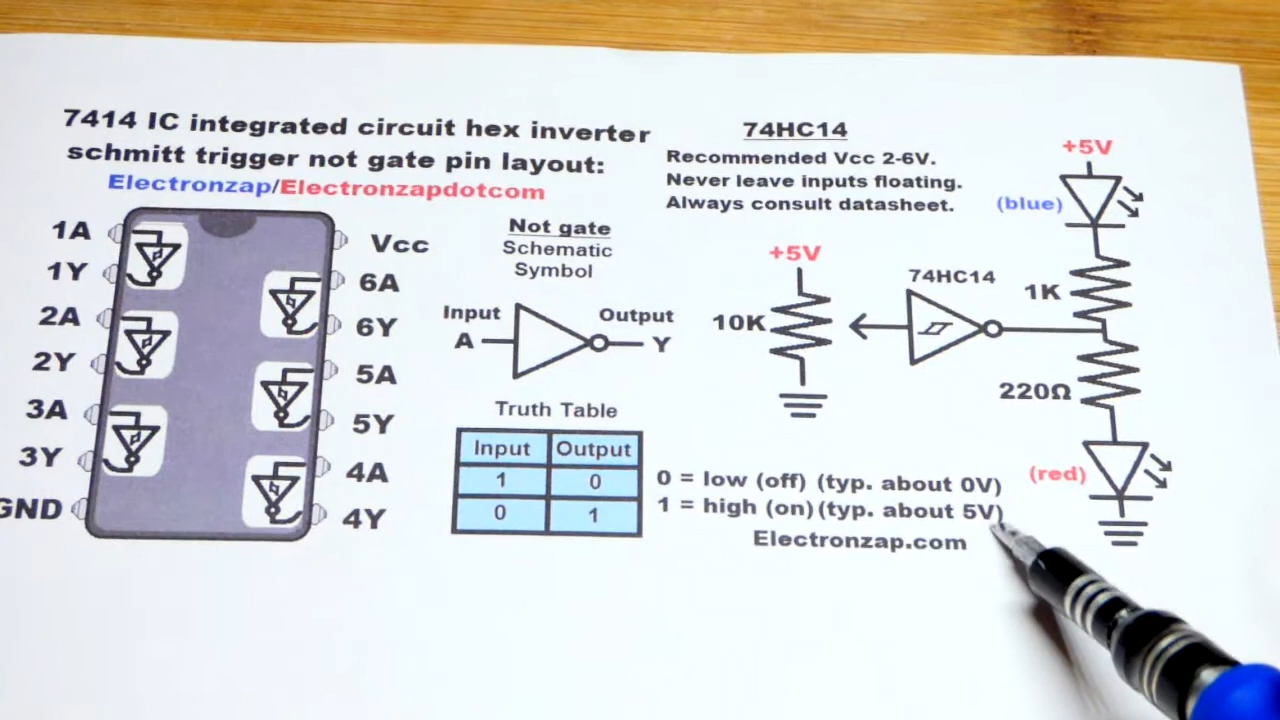 7414 IC integrated circuit hex inverter
schmitt trigger not gate pin layout:
Electronzap/Electronzapdotcom
1A
1Y
2A
2Y
3A
3Y
GND
Vcc
6A
6Y
5A
5Y
4A
4Y
Not gate
Schematic
Symbol
Input
A
Output
Y
Truth Table
Input Output
1 0
0 1
74HC14
Recommended Vcc 2-6V.
Never leave inputs floating.
Always consult datasheet.
+5V
10K
74HC14
+5V
(blue)
1K
220Ω
(red)
0 = low (off) (typ. about 0V)
1 = high (on) (typ. about 5V)
Electronzap.com